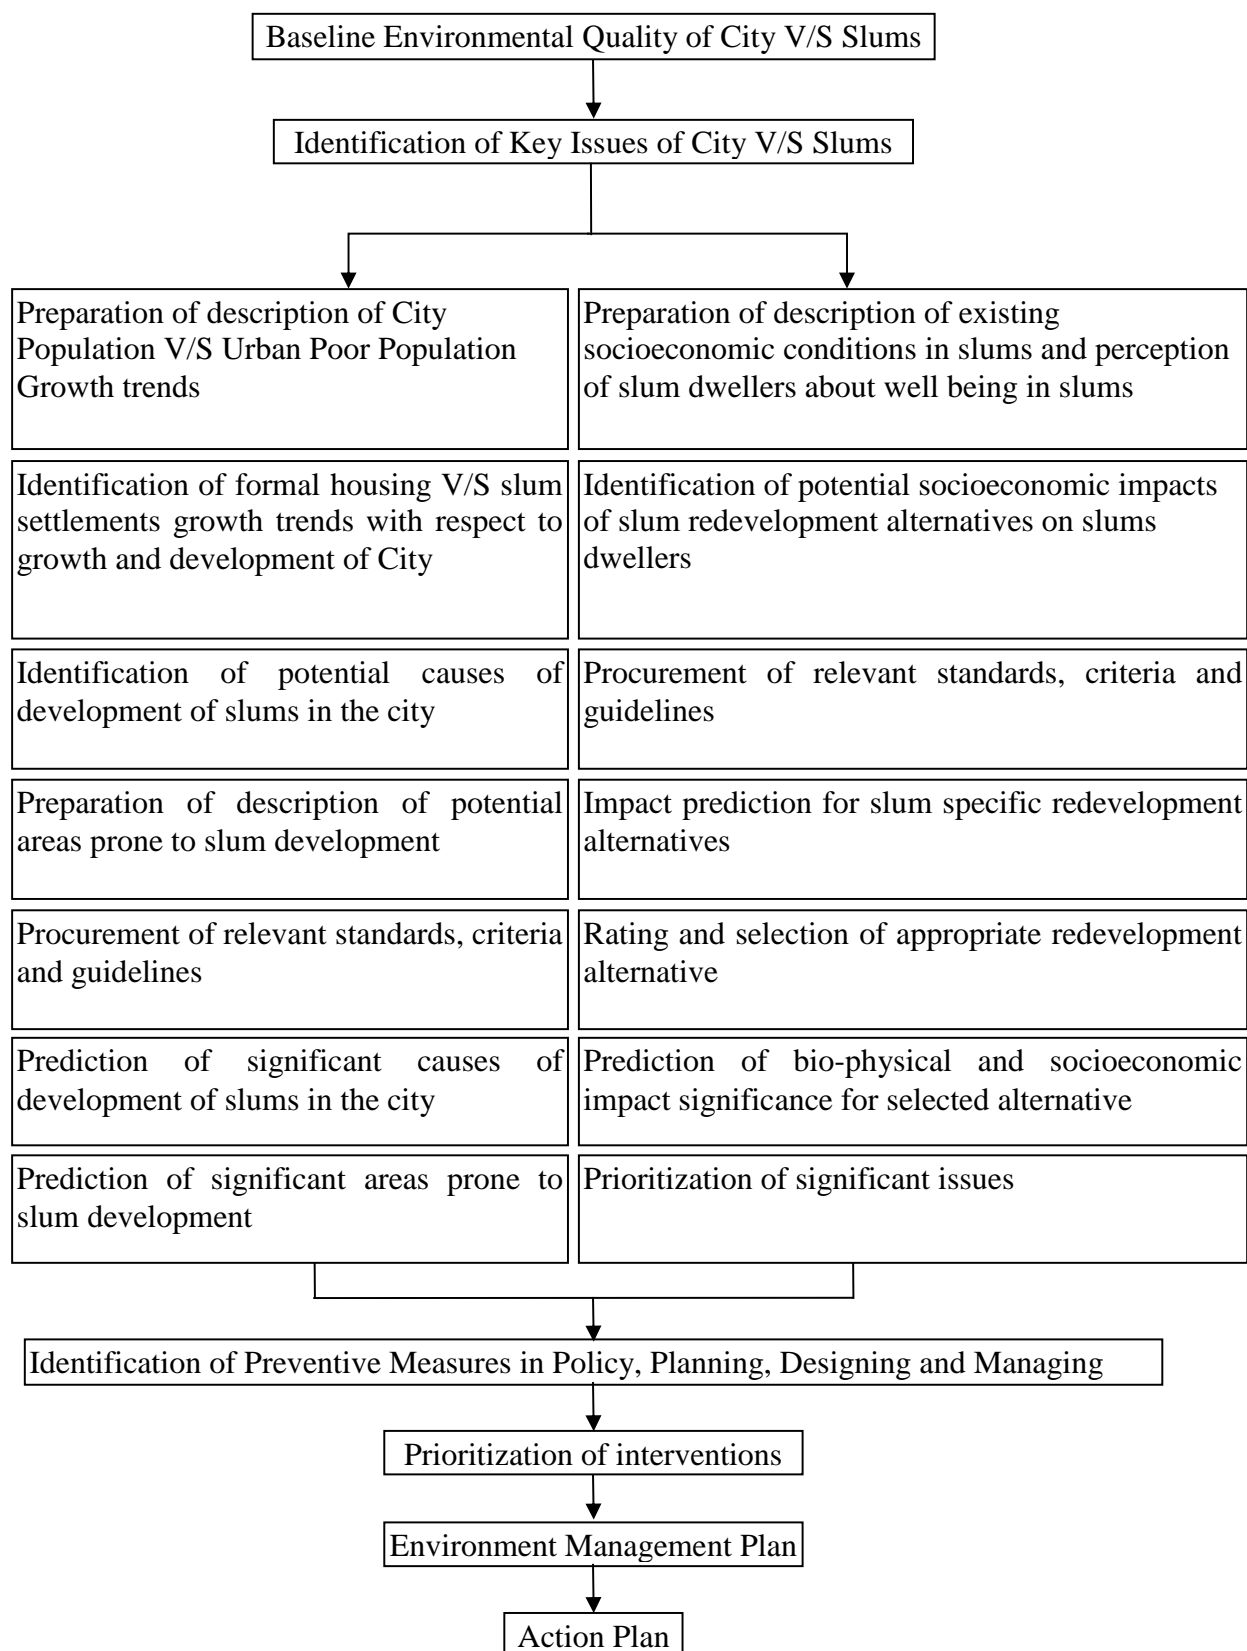 Baseline Environmental Quality of City V/S Slums
Identification of Key Issues of City V/S Slums
Preparation of description of City
Population V/S Urban Poor Population
Growth trends
Preparation of description of existing
socioeconomic conditions in slums and perception
of slum dwellers about well being in slums
Identification of formal housing V/S slum
settlements growth trends with respect to
growth and development of City
Identification of potential socioeconomic impacts
of slum redevelopment alternatives on slums
dwellers
Identification of potential causes of
development of slums in the city
Procurement of relevant standards, criteria and
guidelines
Preparation of description of potential
areas prone to slum development
Impact prediction for slum specific redevelopment
alternatives
Procurement of relevant standards, criteria
and guidelines
Rating and selection of appropriate redevelopment
alternative
Prediction of significant causes of
development of slums in the city
Prediction of bio-physical and socioeconomic
impact significance for selected alternative
Prediction of significant areas prone to
slum development
Prioritization of significant issues
Identification of Preventive Measures in Policy, Planning, Designing and Managing
Prioritization of interventions
Environment Management Plan
Action Plan